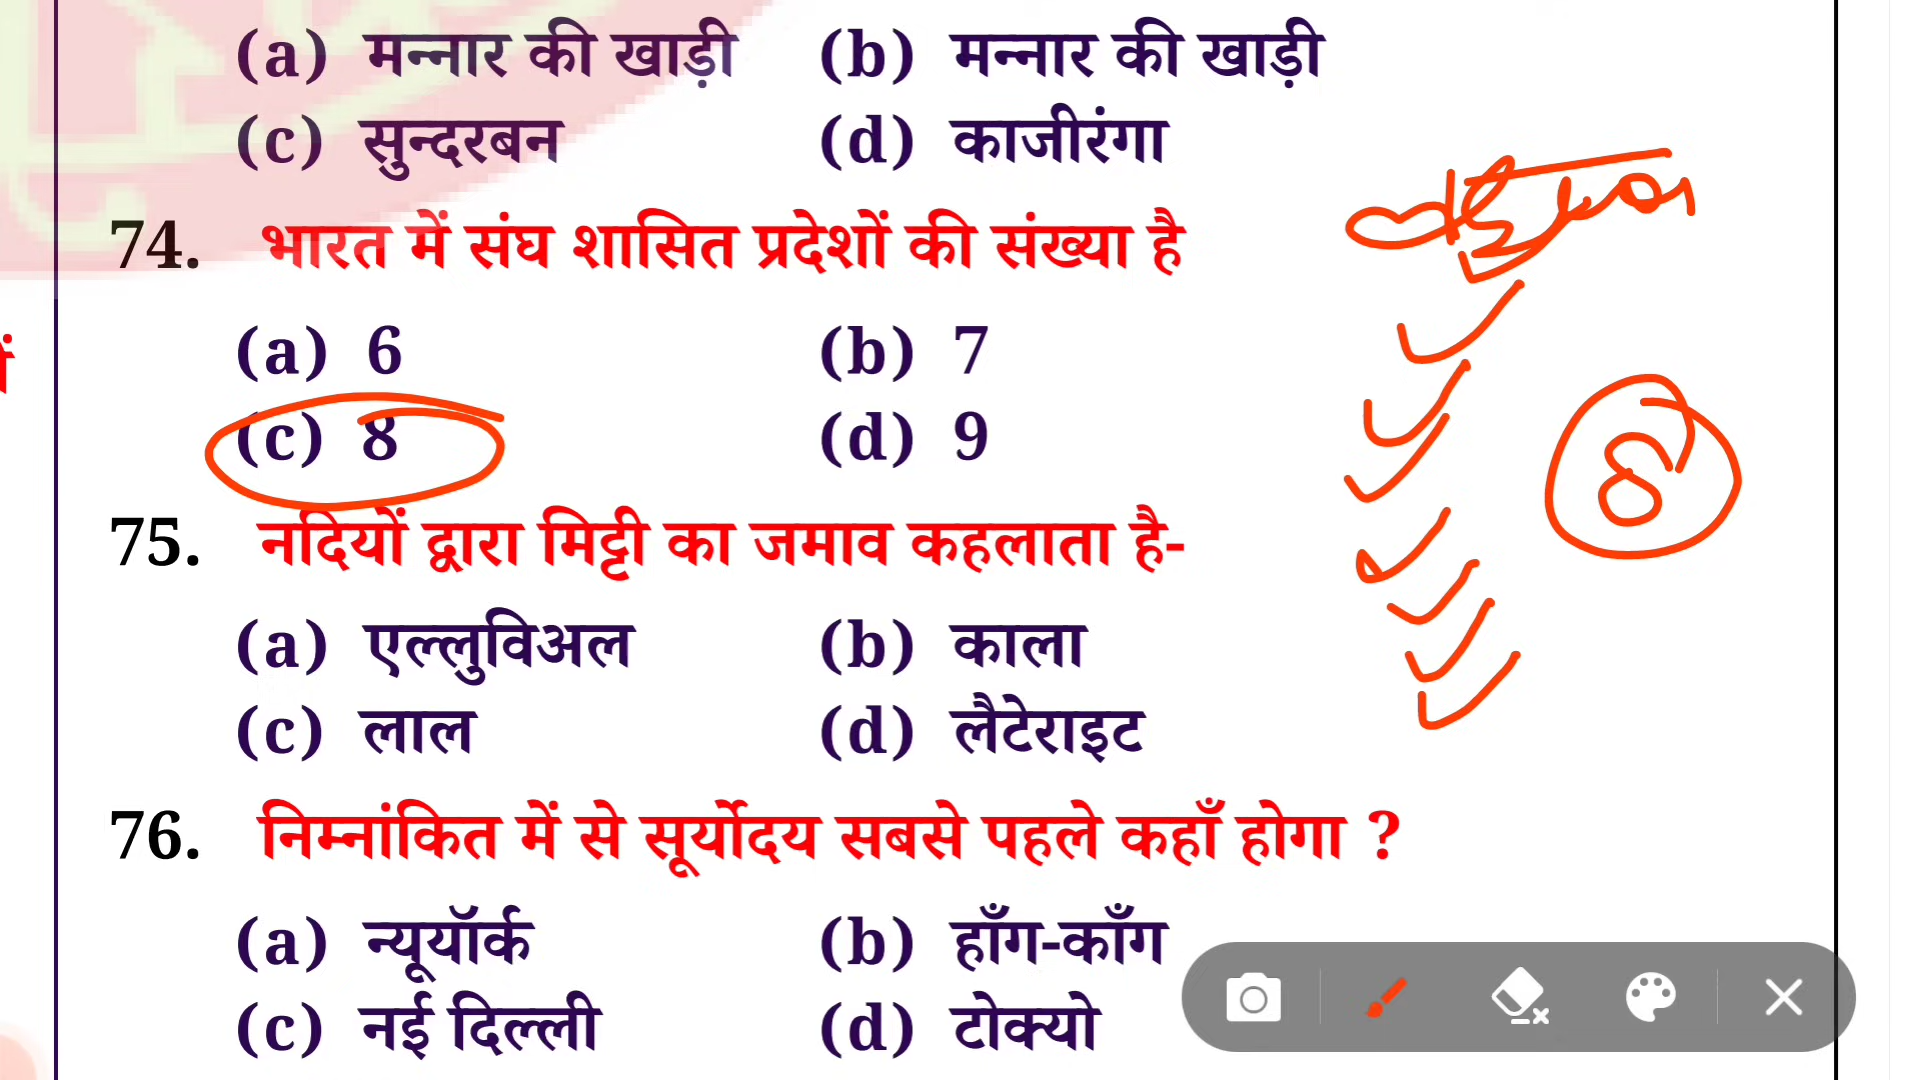 (a) मन्नार की खाड़ी (b) मन्नार की खाड़ी
(c) सुन्दरबन (d) काजीरंगा
74. भारत में संघ शासित प्रदेशों की संख्या है
(a) 6 (b) 7
(c) 8 (d) 9
8
75. नदियों द्वारा मिट्टी का जमाव कहलाता है-
(a) एल्लुविअल (b) काला
(c) लाल (d) लैटेराइट
76. निम्नांकित में से सूर्योदय सबसे पहले कहाँ होगा ?
(a) न्यूयॉर्क (b) हाँग-काँग
(c) नई दिल्ली (d) टोक्यो